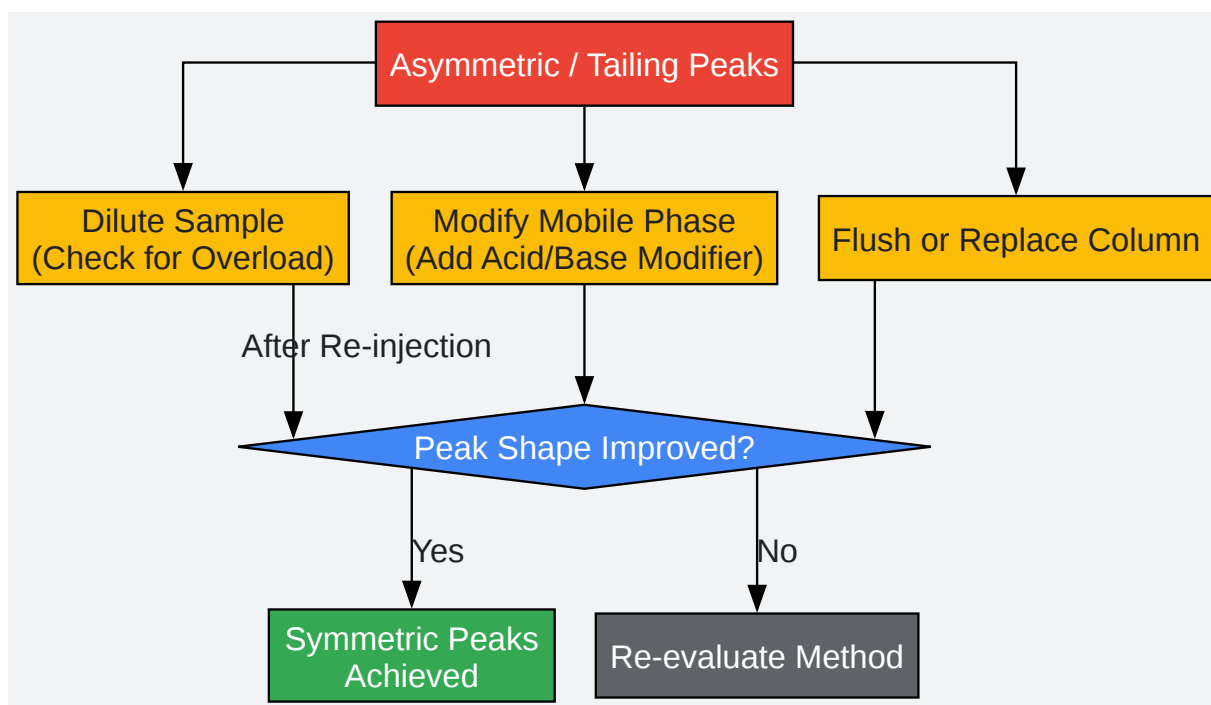 Asymmetric / Tailing Peaks
Dilute Sample
(Check for Overload)
Modify Mobile Phase
(Add Acid/Base Modifier)
Flush or Replace Column
After Re-injection
Peak Shape Improved?
Yes
No
Symmetric Peaks
Achieved
Re-evaluate Method